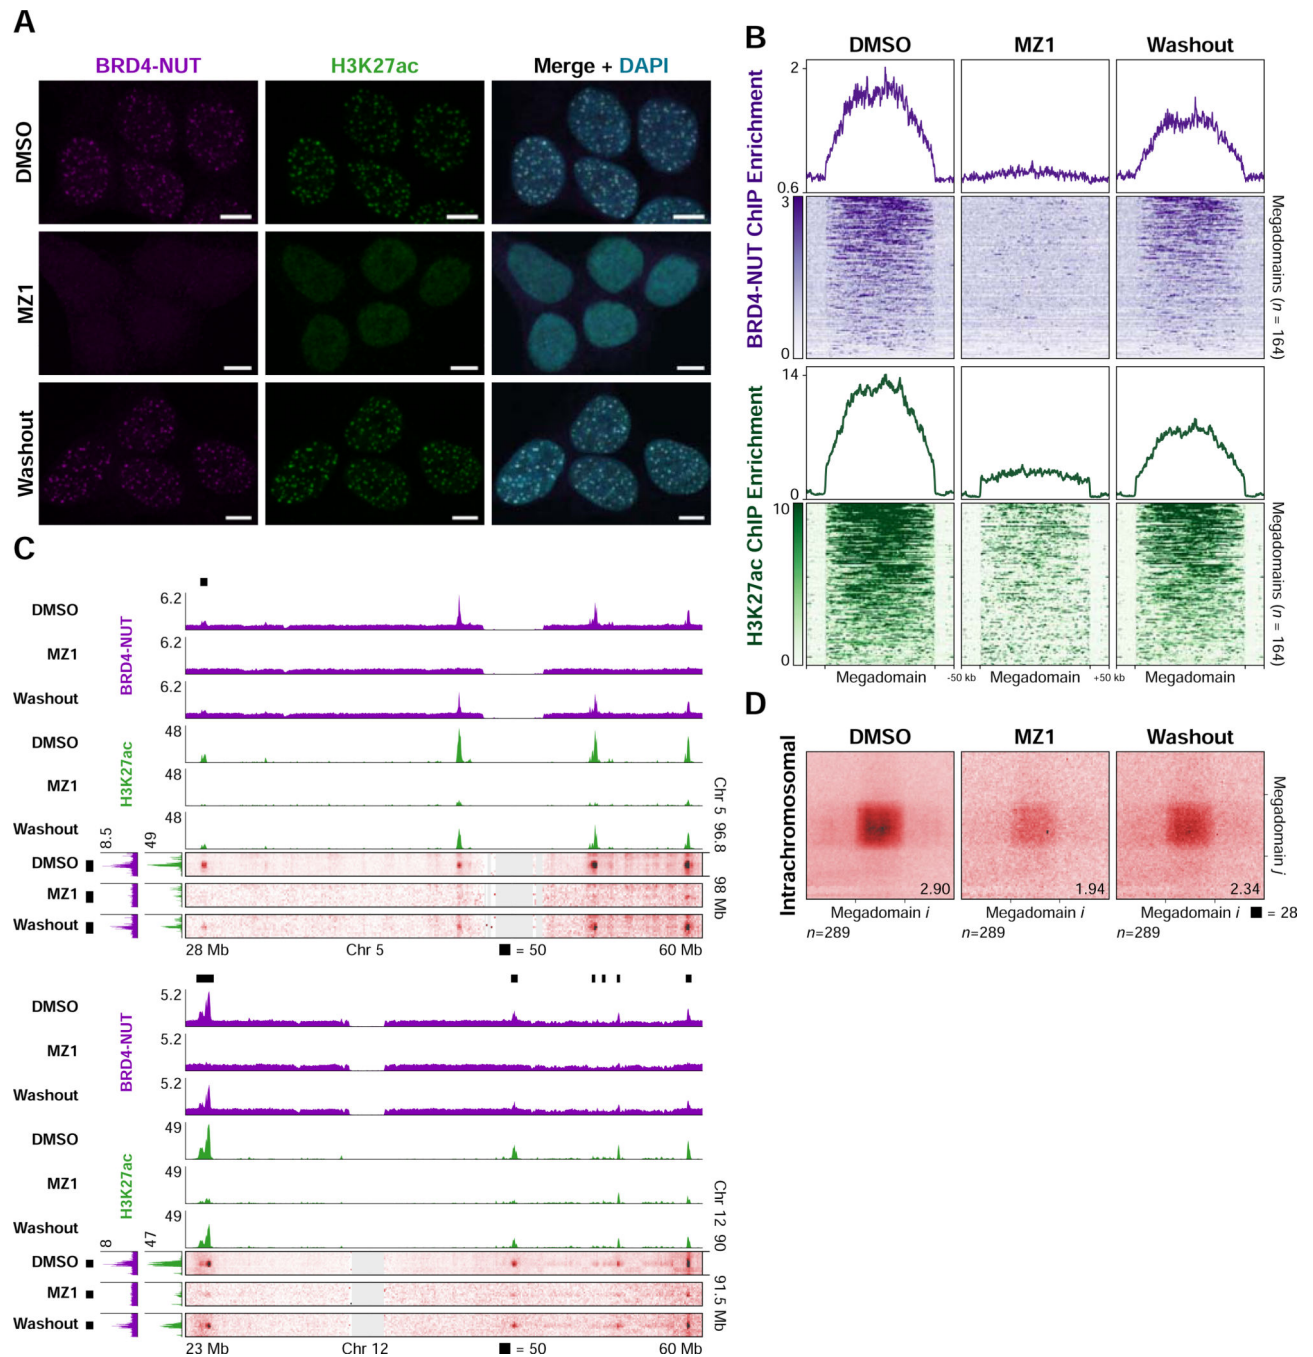 A
BRD4-NUT
H3K27ac
Merge + DAPI
DMSO
MZ1
Washout
B
DMSO
MZ1
Washout
BRD4-NUT ChIP Enrichment
2
0.6
3
0
Megadomains (n = 164)
H3K27ac ChIP Enrichment
14
0
10
0
Megadomains (n = 164)
Megadomain
-50 kb
Megadomain
+50 kb
Megadomain
C
DMSO
6.2
MZ1
6.2
Washout
6.2
BRD4-NUT
DMSO
48
MZ1
48
Washout
48
H3K27ac
8.5
49
DMSO
MZ1
Washout
Chr 5 96.8
98 Mb
28 Mb
Chr 5
= 50
60 Mb
DMSO
5.2
MZ1
5.2
Washout
5.2
BRD4-NUT
DMSO
49
MZ1
49
Washout
49
H3K27ac
8
47
DMSO
MZ1
Washout
Chr 12 90
91.5 Mb
23 Mb
Chr 12
= 50
60 Mb
D
DMSO
MZ1
Washout
Intrachromosomal
2.90
1.94
2.34
Megadomain j
Megadomain i
Megadomain i
Megadomain i
= 28
n=289
n=289
n=289